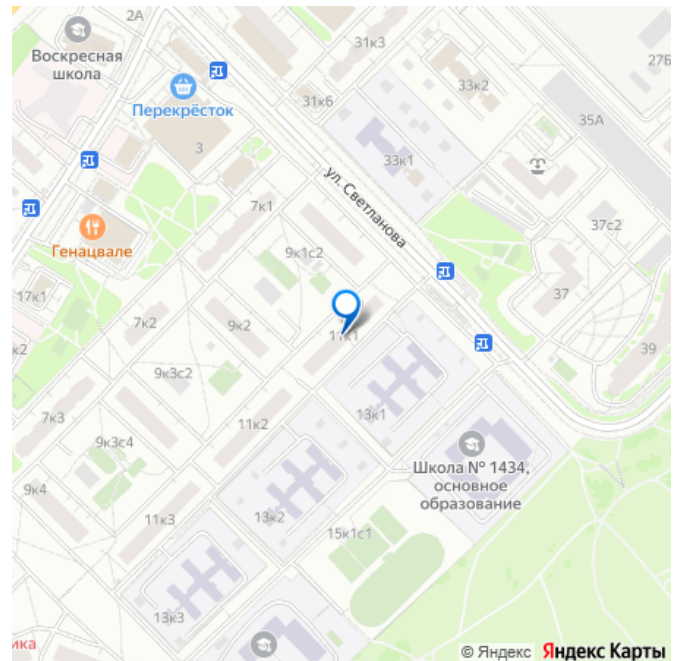 2А
31к3
Воскресная
школа
33к2
27Б
Перекрёсток
31к6
35А
3
33к1
ул. Светланова
7к1
37с2
Генацвале
9к1с2
17к1
37
7к2
9к2
11к1
39
к2
9к3с2
13к1
7к3
11к2
9к3с4
Школа № 1434,
основное
образование
9к4
11к3
13к2
15к1с1
13к3
ика
© Яндекс Яндекс Карты